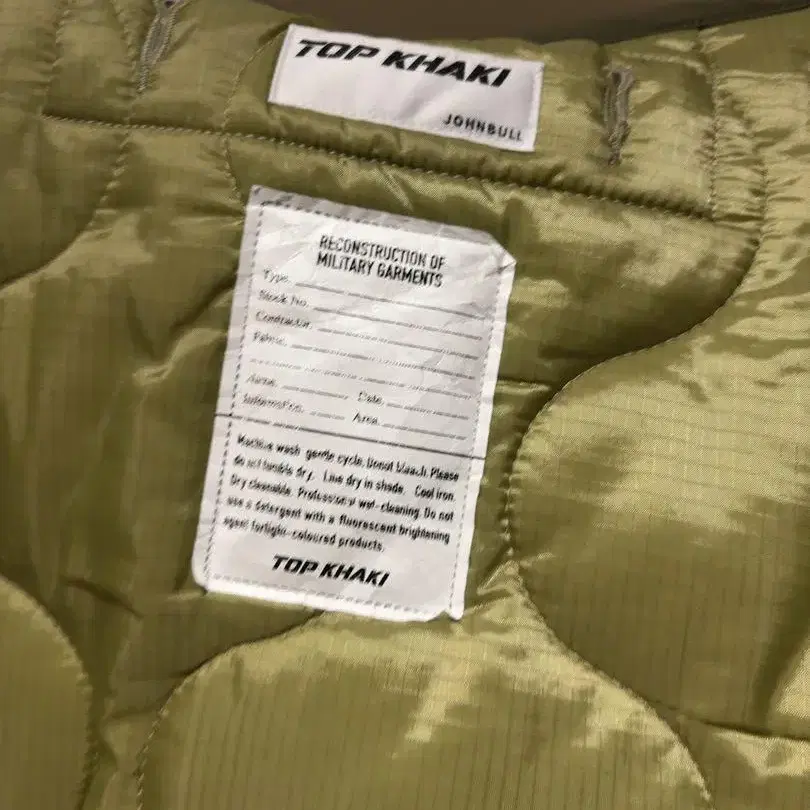 TOP KHAKI
JOHNBULL
RECONSTRUCTION OF
MILITARY GARMENTS
Type.
Stock No.
Contractor.
Fabric.
Name. Date.
Information. Area.
Machine wash gentle cycle. Donot bleach. Please
do not tumble dry. Line dry in shade. Cool iron.
Dry cleanable. Professional wet-cleaning. Do not
use a detergent with a fluorescent brightening
agent forlight-coloured products.
TOP KHAKI